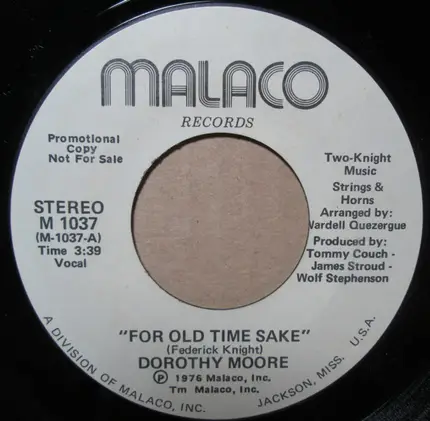 MALACO
RECORDS
Promotional
Copy
Not For Sale
STEREO
M 1037
(M-1037-A)
Time 3:39
Vocal
Two-Knight
Music
Strings &
Horns
Arranged by:
Wardell Quezergue
Produced by:
Tommy Couch -
James Stroud -
Wolf Stephenson
"FOR OLD TIME SAKE"
(Federick Knight)
DOROTHY MOORE
Ⓟ 1976 Malaco, Inc.
Tm Malaco, Inc.
A DIVISION OF MALACO, INC. JACKSON, MISS. U.S.A.